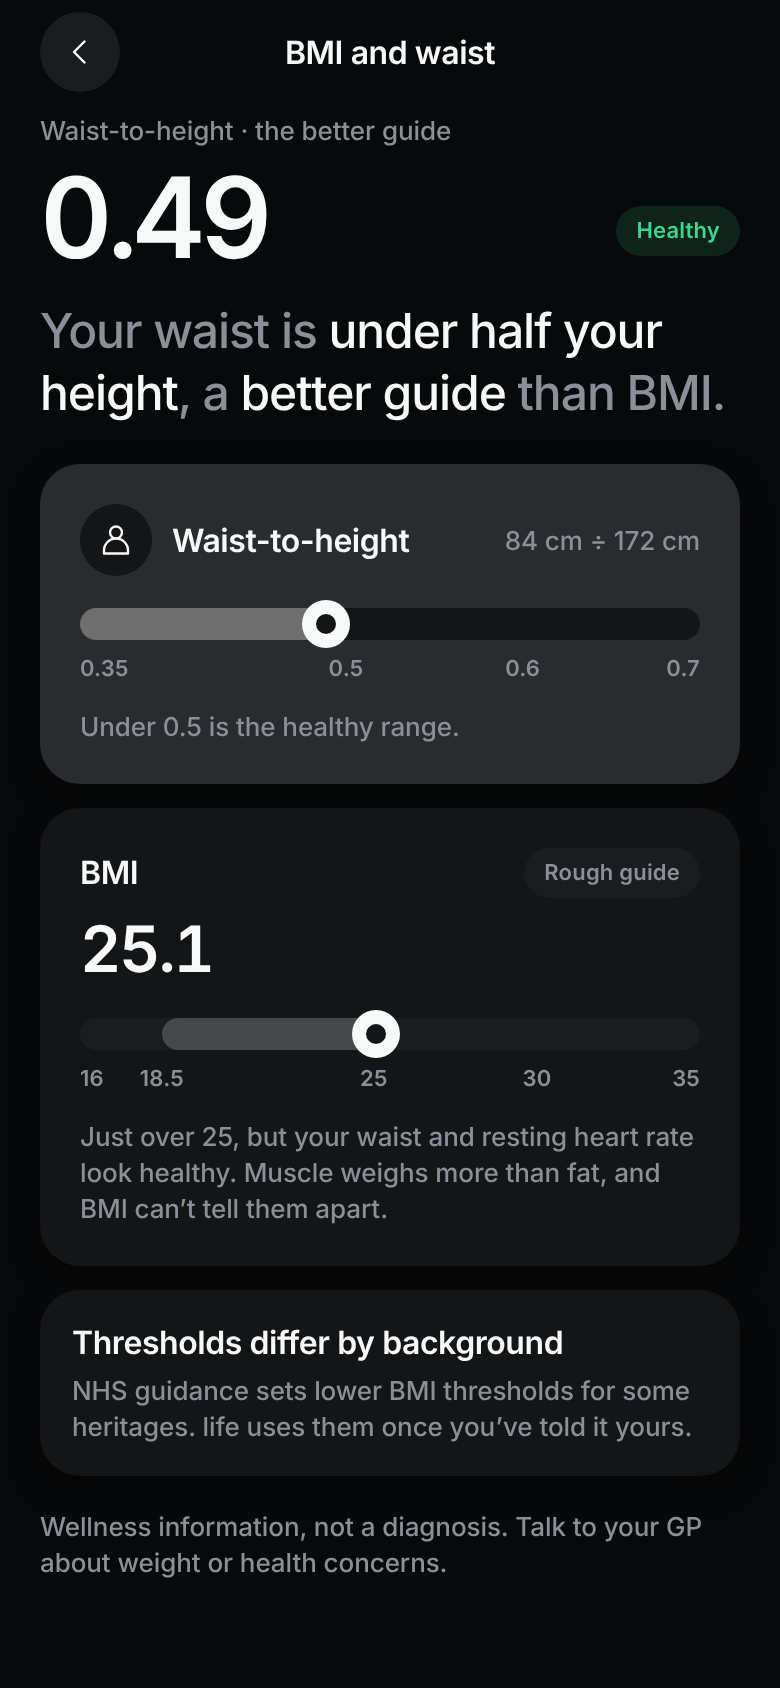 BMI and waist
Waist-to-height · the better guide
0.49
Healthy
Your waist is under half your
height, a better guide than BMI.
Waist-to-height
84 cm ÷ 172 cm
0.35 0.5 0.6 0.7
Under 0.5 is the healthy range.
BMI
Rough guide
25.1
16 18.5 25 30 35
Just over 25, but your waist and resting heart rate
look healthy. Muscle weighs more than fat, and
BMI can’t tell them apart.
Thresholds differ by background
NHS guidance sets lower BMI thresholds for some
heritages. life uses them once you’ve told it yours.
Wellness information, not a diagnosis. Talk to your GP
about weight or health concerns.